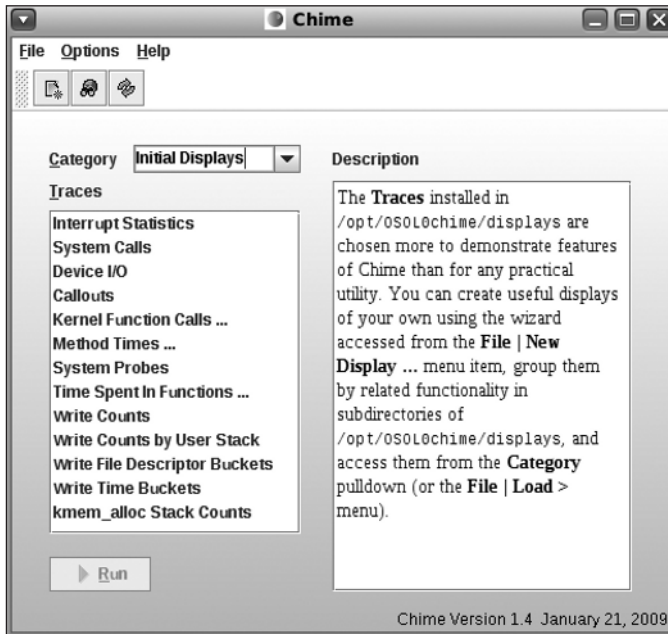 Chime
File Options Help
Category Initial Displays
Traces
Interrupt Statistics
System Calls
Device I/O
Callouts
Kernel Function Calls ...
Method Times ...
System Probes
Time Spent In Functions ...
Write Counts
Write Counts by User Stack
Write File Descriptor Buckets
Write Time Buckets
kmem_alloc Stack Counts
Run
Description
The Traces installed in
/opt/OSOL0chime/displays are
chosen more to demonstrate features
of Chime than for any practical
utility. You can create useful displays
of your own using the wizard
accessed from the File | New
Display ... menu item, group them
by related functionality in
subdirectories of
/opt/OSOL0chime/displays, and
access them from the Category
pulldown (or the File | Load >
menu).
Chime Version 1.4 January 21, 2009